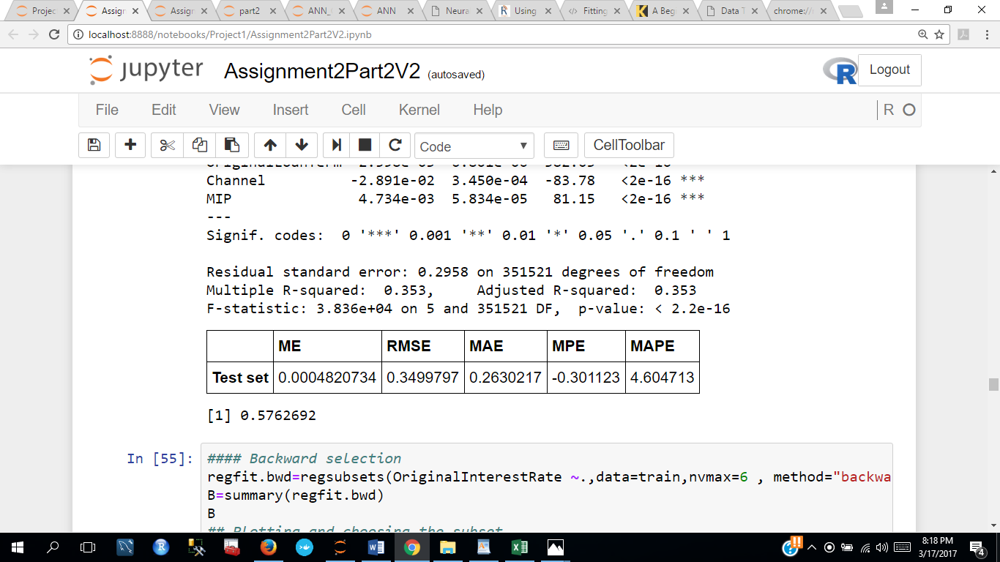 Projec
Assign
Assign
part2
ANN_
ANN
Neura
Using
Fitting
A Beg
Data T
chrome://
localhost:8888/notebooks/Project1/Assignment2Part2V2.ipynb
jupyter Assignment2Part2V2 (autosaved)
R
Logout
File Edit View Insert Cell Kernel Help
R
Code
CellToolbar
Channel -2.891e-02 3.450e-04 -83.78 <2e-16 ***
MIP 4.734e-03 5.834e-05 81.15 <2e-16 ***
---
Signif. codes: 0 '***' 0.001 '**' 0.01 '*' 0.05 '.' 0.1 ' ' 1
Residual standard error: 0.2958 on 351521 degrees of freedom
Multiple R-squared: 0.353, Adjusted R-squared: 0.353
F-statistic: 3.836e+04 on 5 and 351521 DF, p-value: < 2.2e-16
ME RMSE MAE MPE MAPE
Test set 0.0004820734 0.3499797 0.2630217 -0.301123 4.604713
[1] 0.5762692
In [55]: #### Backward selection
regfit.bwd=regsubsets(OriginalInterestRate ~.,data=train,nvmax=6 , method="backwa
B=summary(regfit.bwd)
B
## Plotting and choosing the subset
8:18 PM
3/17/2017
4